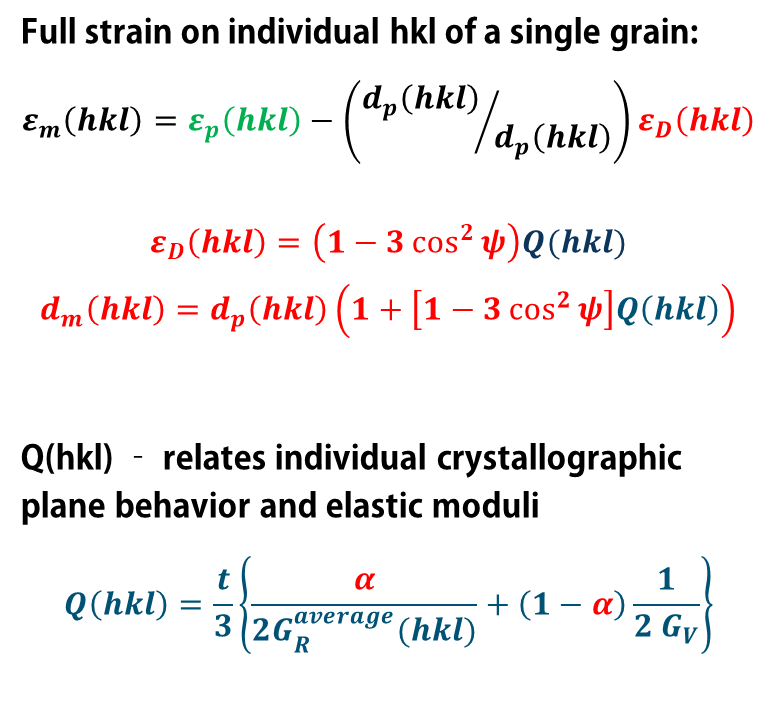 Full strain on individual hkl of a single grain:
εₘ(hkl) = εₚ(hkl) − (dₚ(hkl)/dₚ(hkl)) ε_D(hkl)
ε_D(hkl) = (1 − 3 cos² ψ)Q(hkl)
dₘ(hkl) = dₚ(hkl)(1 + [1 − 3 cos² ψ]Q(hkl))
Q(hkl) - relates individual crystallographic
plane behavior and elastic moduli
Q(hkl) = t/3 {α/(2G_R^average (hkl)) + (1 − α) 1/(2 G_V)}